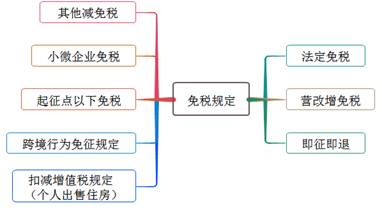 其他减免税
小微企业免税
起征点以下免税
跨境行为免征规定
扣减增值税规定
（个人出售住房）
免税规定
法定免税
营改增免税
即征即退